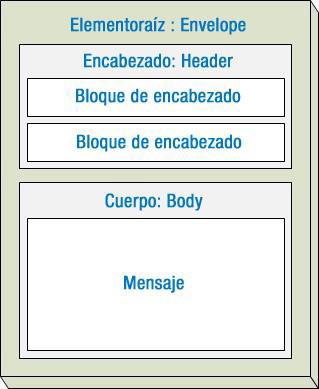 Elementoraíz : Envelope
Encabezado: Header
Bloque de encabezado
Bloque de encabezado
Cuerpo: Body
Mensaje